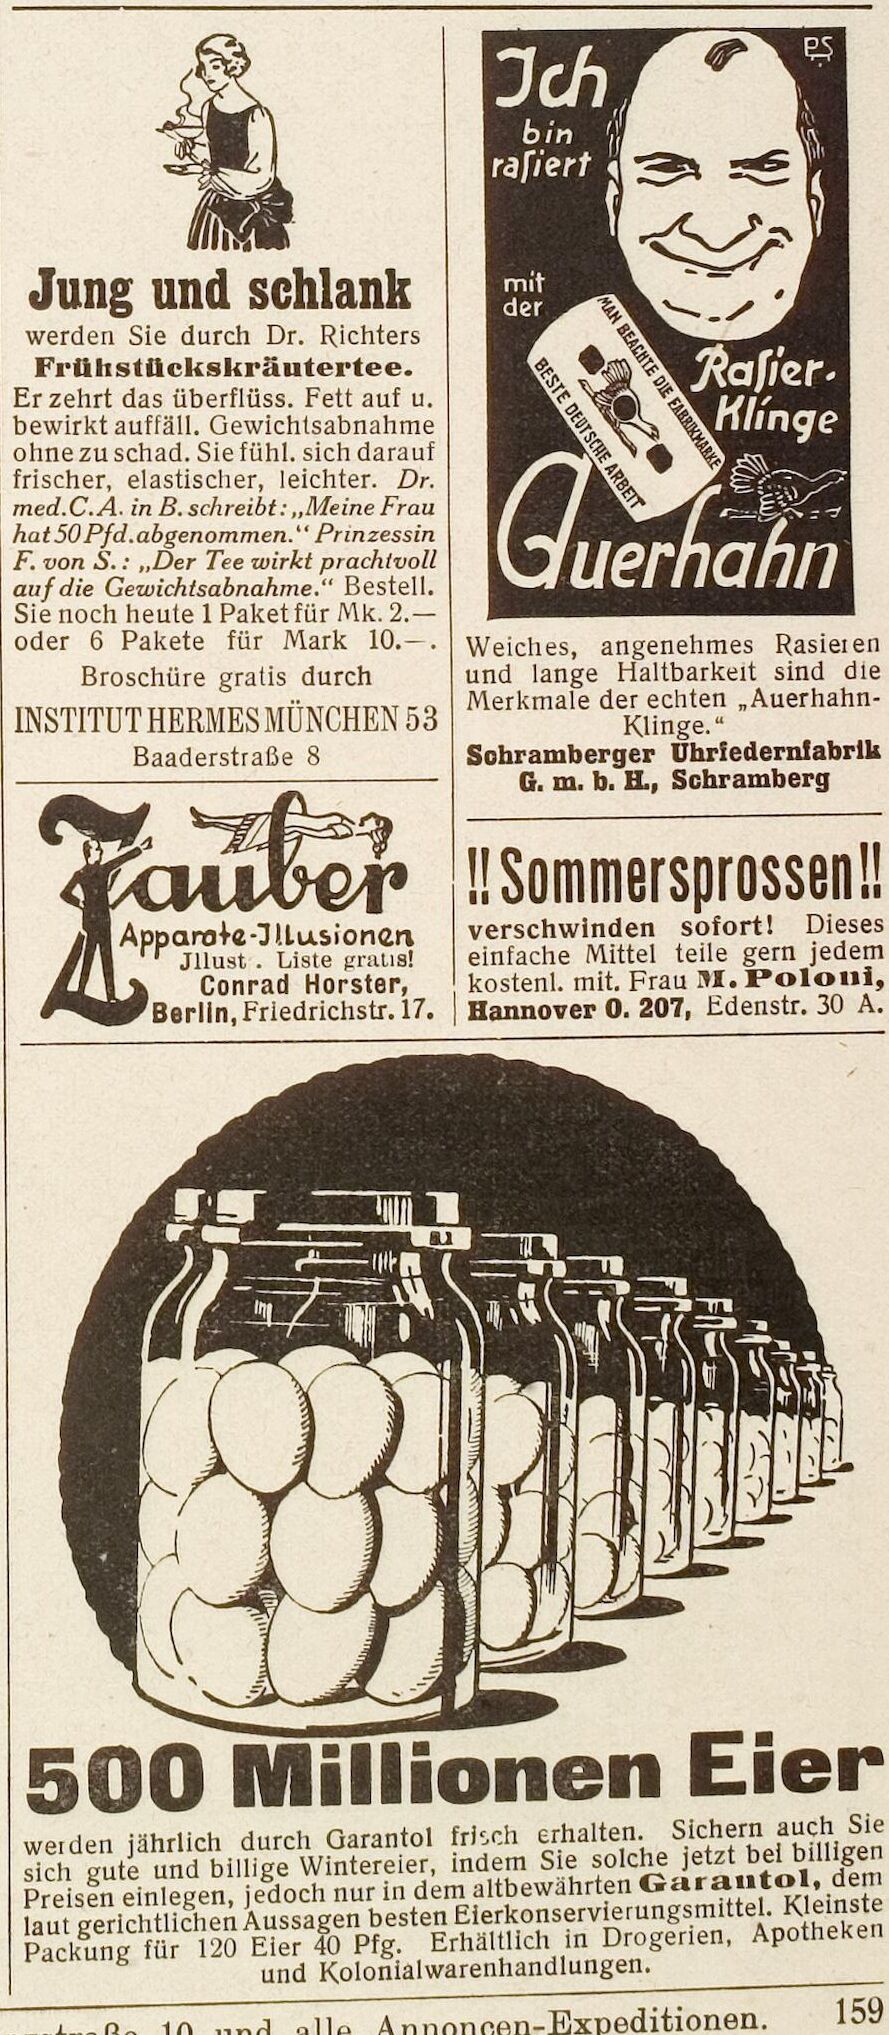 Jung und schlank
werden Sie durch Dr. Richters
Frühstückskräutertee.
Er zehrt das überflüss. Fett auf u.
bewirkt auffäll. Gewichtsabnahme
ohne zu schad. Sie fühl. sich darauf
frischer, elastischer, leichter. Dr.
med. C. A. in B. schreibt: „Meine Frau
hat 50 Pfd. abgenommen.“ Prinzessin
F. von S.: „Der Tee wirkt prachtvoll
auf die Gewichtsabnahme.“ Bestell.
Sie noch heute 1 Paket für Mk. 2.—
oder 6 Pakete für Mark 10.—.
Broschüre gratis durch
INSTITUT HERMES MÜNCHEN 53
Baaderstraße 8
Zauber
Apparate-Illusionen
Jllust. Liste gratis!
Conrad Horster,
Berlin, Friedrichstr. 17.
PS
Ich
bin
rasiert
mit
der
MAN BEACHTE DIE FABRIKMARKE
BESTE DEUTSCHE ARBEIT
Rasier-
Klinge
Auerhahn
Weiches, angenehmes Rasieren
und lange Haltbarkeit sind die
Merkmale der echten „Auerhahn-
Klinge.“
Schramberger Uhrfedernfabrik
G. m. b. H., Schramberg
!! Sommersprossen !!
verschwinden sofort! Dieses
einfache Mittel teile gern jedem
kostenl. mit. Frau M. Poloni,
Hannover O. 207, Edenstr. 30 A.
500 Millionen Eier
werden jährlich durch Garantol frisch erhalten. Sichern auch Sie
sich gute und billige Wintereier, indem Sie solche jetzt bei billigen
Preisen einlegen, jedoch nur in dem altbewährten Garantol, dem
laut gerichtlichen Aussagen besten Eierkonservierungsmittel. Kleinste
Packung für 120 Eier 40 Pfg. Erhältlich in Drogerien, Apotheken
und Kolonialwarenhandlungen.
10 und alle Annoncen-Expeditionen.
159